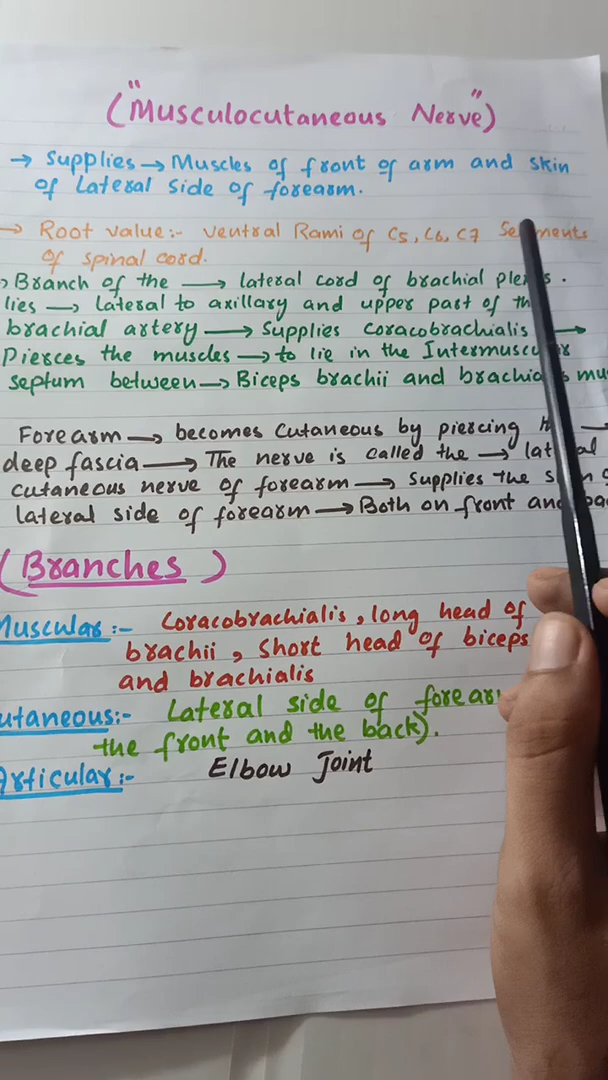 ("Musculocutaneous Nerve")
→ Supplies → Muscles of front of arm and skin
of Lateral side of forearm.
→ Root value:- ventral Rami of C5, C6, C7
of spinal cord.
Branch of the → lateral cord of brachial
lies → lateral to axillary and upper part of
brachial artery → Supplies coracobrachialis →
Pierces the muscles → to lie in the
septum between → Biceps brachii and
Forearm → becomes cutaneous by piercing →
deep fascia → The nerve is called the →
cutaneous nerve of forearm → Supplies the
lateral side of forearm → Both on front
(Branches)
Muscular:- Coracobrachialis, long head of
brachii, short head of biceps
and brachialis
utaneous:- Lateral side of
the front and the back).
Articular:- Elbow Joint